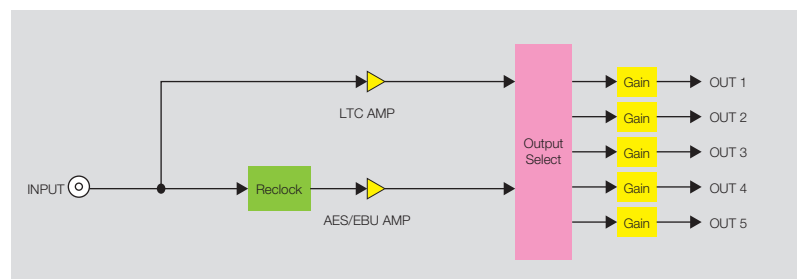 LTC AMP
INPUT
Reclock
AES/EBU AMP
Output
Select
Gain
OUT 1
Gain
OUT 2
Gain
OUT 3
Gain
OUT 4
Gain
OUT 5